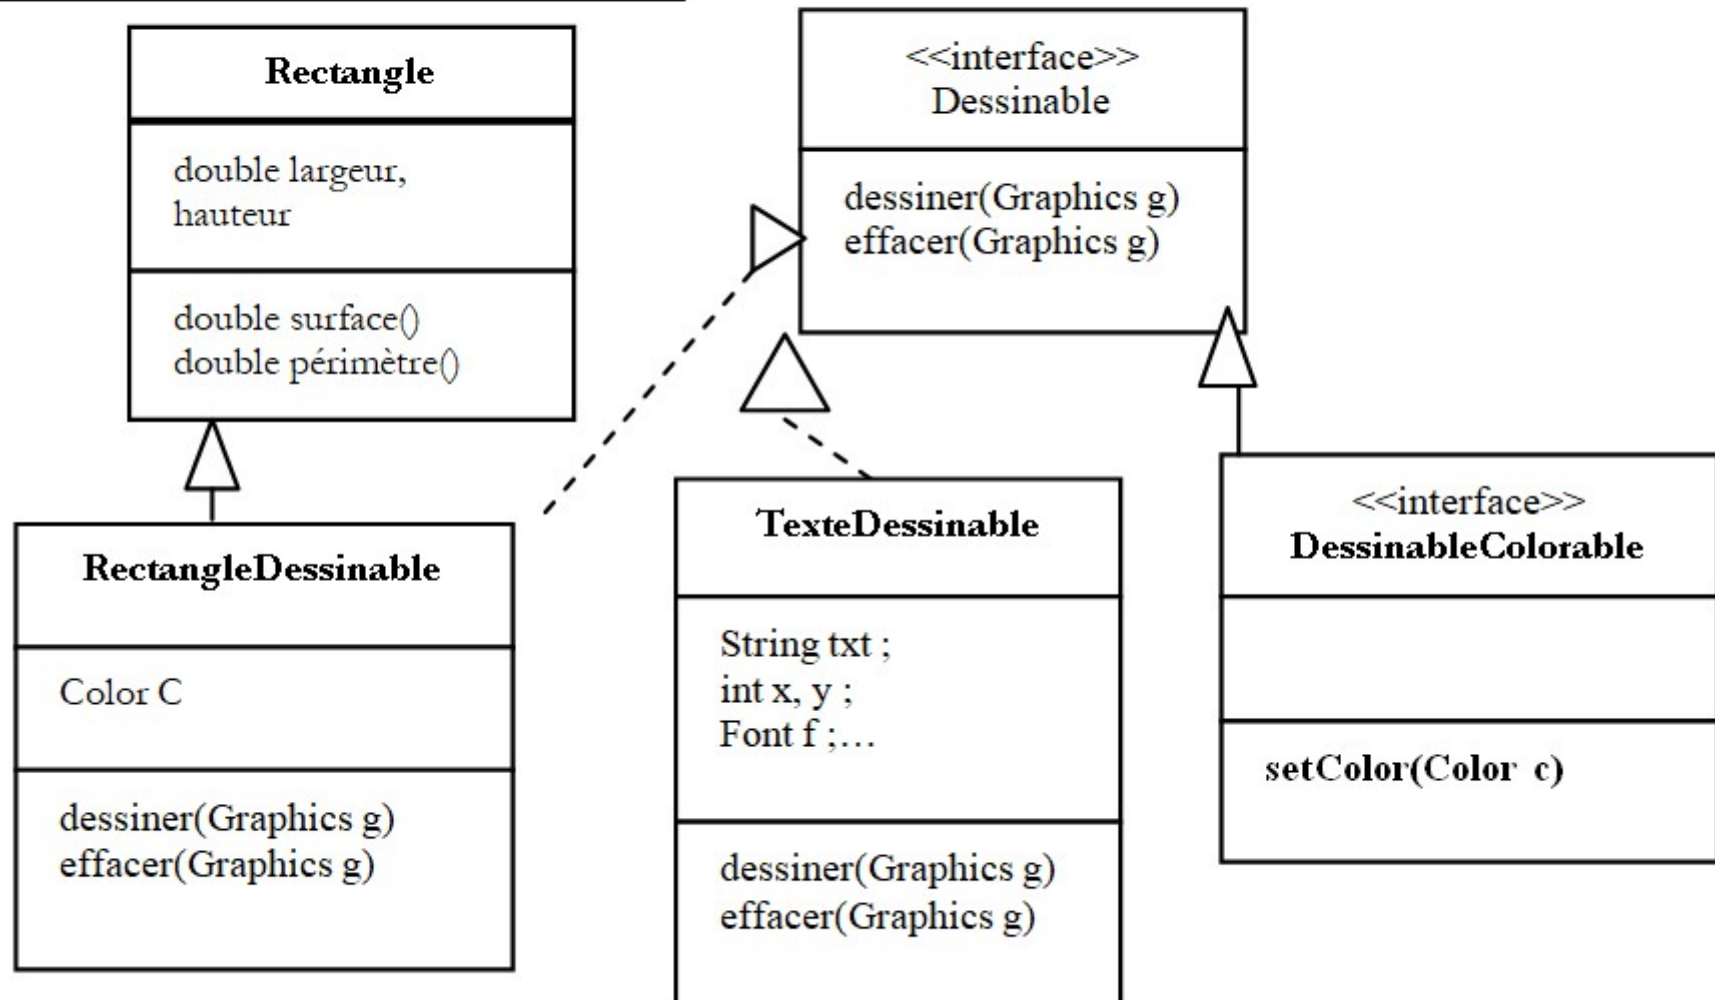 Rectangle
double largeur,
hauteur
double surface()
double périmètre()
<<interface>>
Dessinable
dessiner(Graphics g)
effacer(Graphics g)
RectangleDessinable
Color C
dessiner(Graphics g)
effacer(Graphics g)
TexteDessinable
String txt ;
int x, y ;
Font f ;…
dessiner(Graphics g)
effacer(Graphics g)
<<interface>>
DessinableColorable
setColor(Color c)